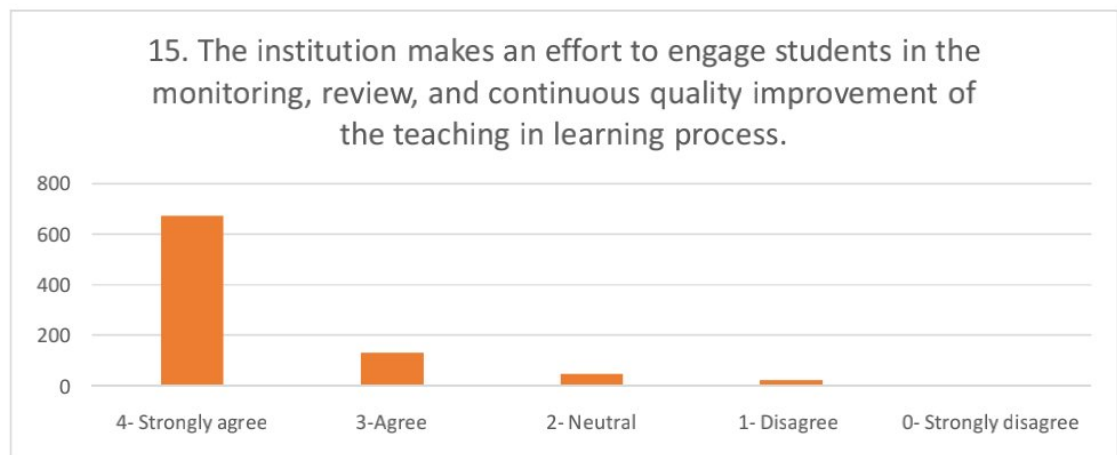 15. The institution makes an effort to engage students in the
monitoring, review, and continuous quality improvement of
the teaching in learning process.
800
600
400
200
0
4- Strongly agree
3-Agree
2- Neutral
1- Disagree
0- Strongly disagree